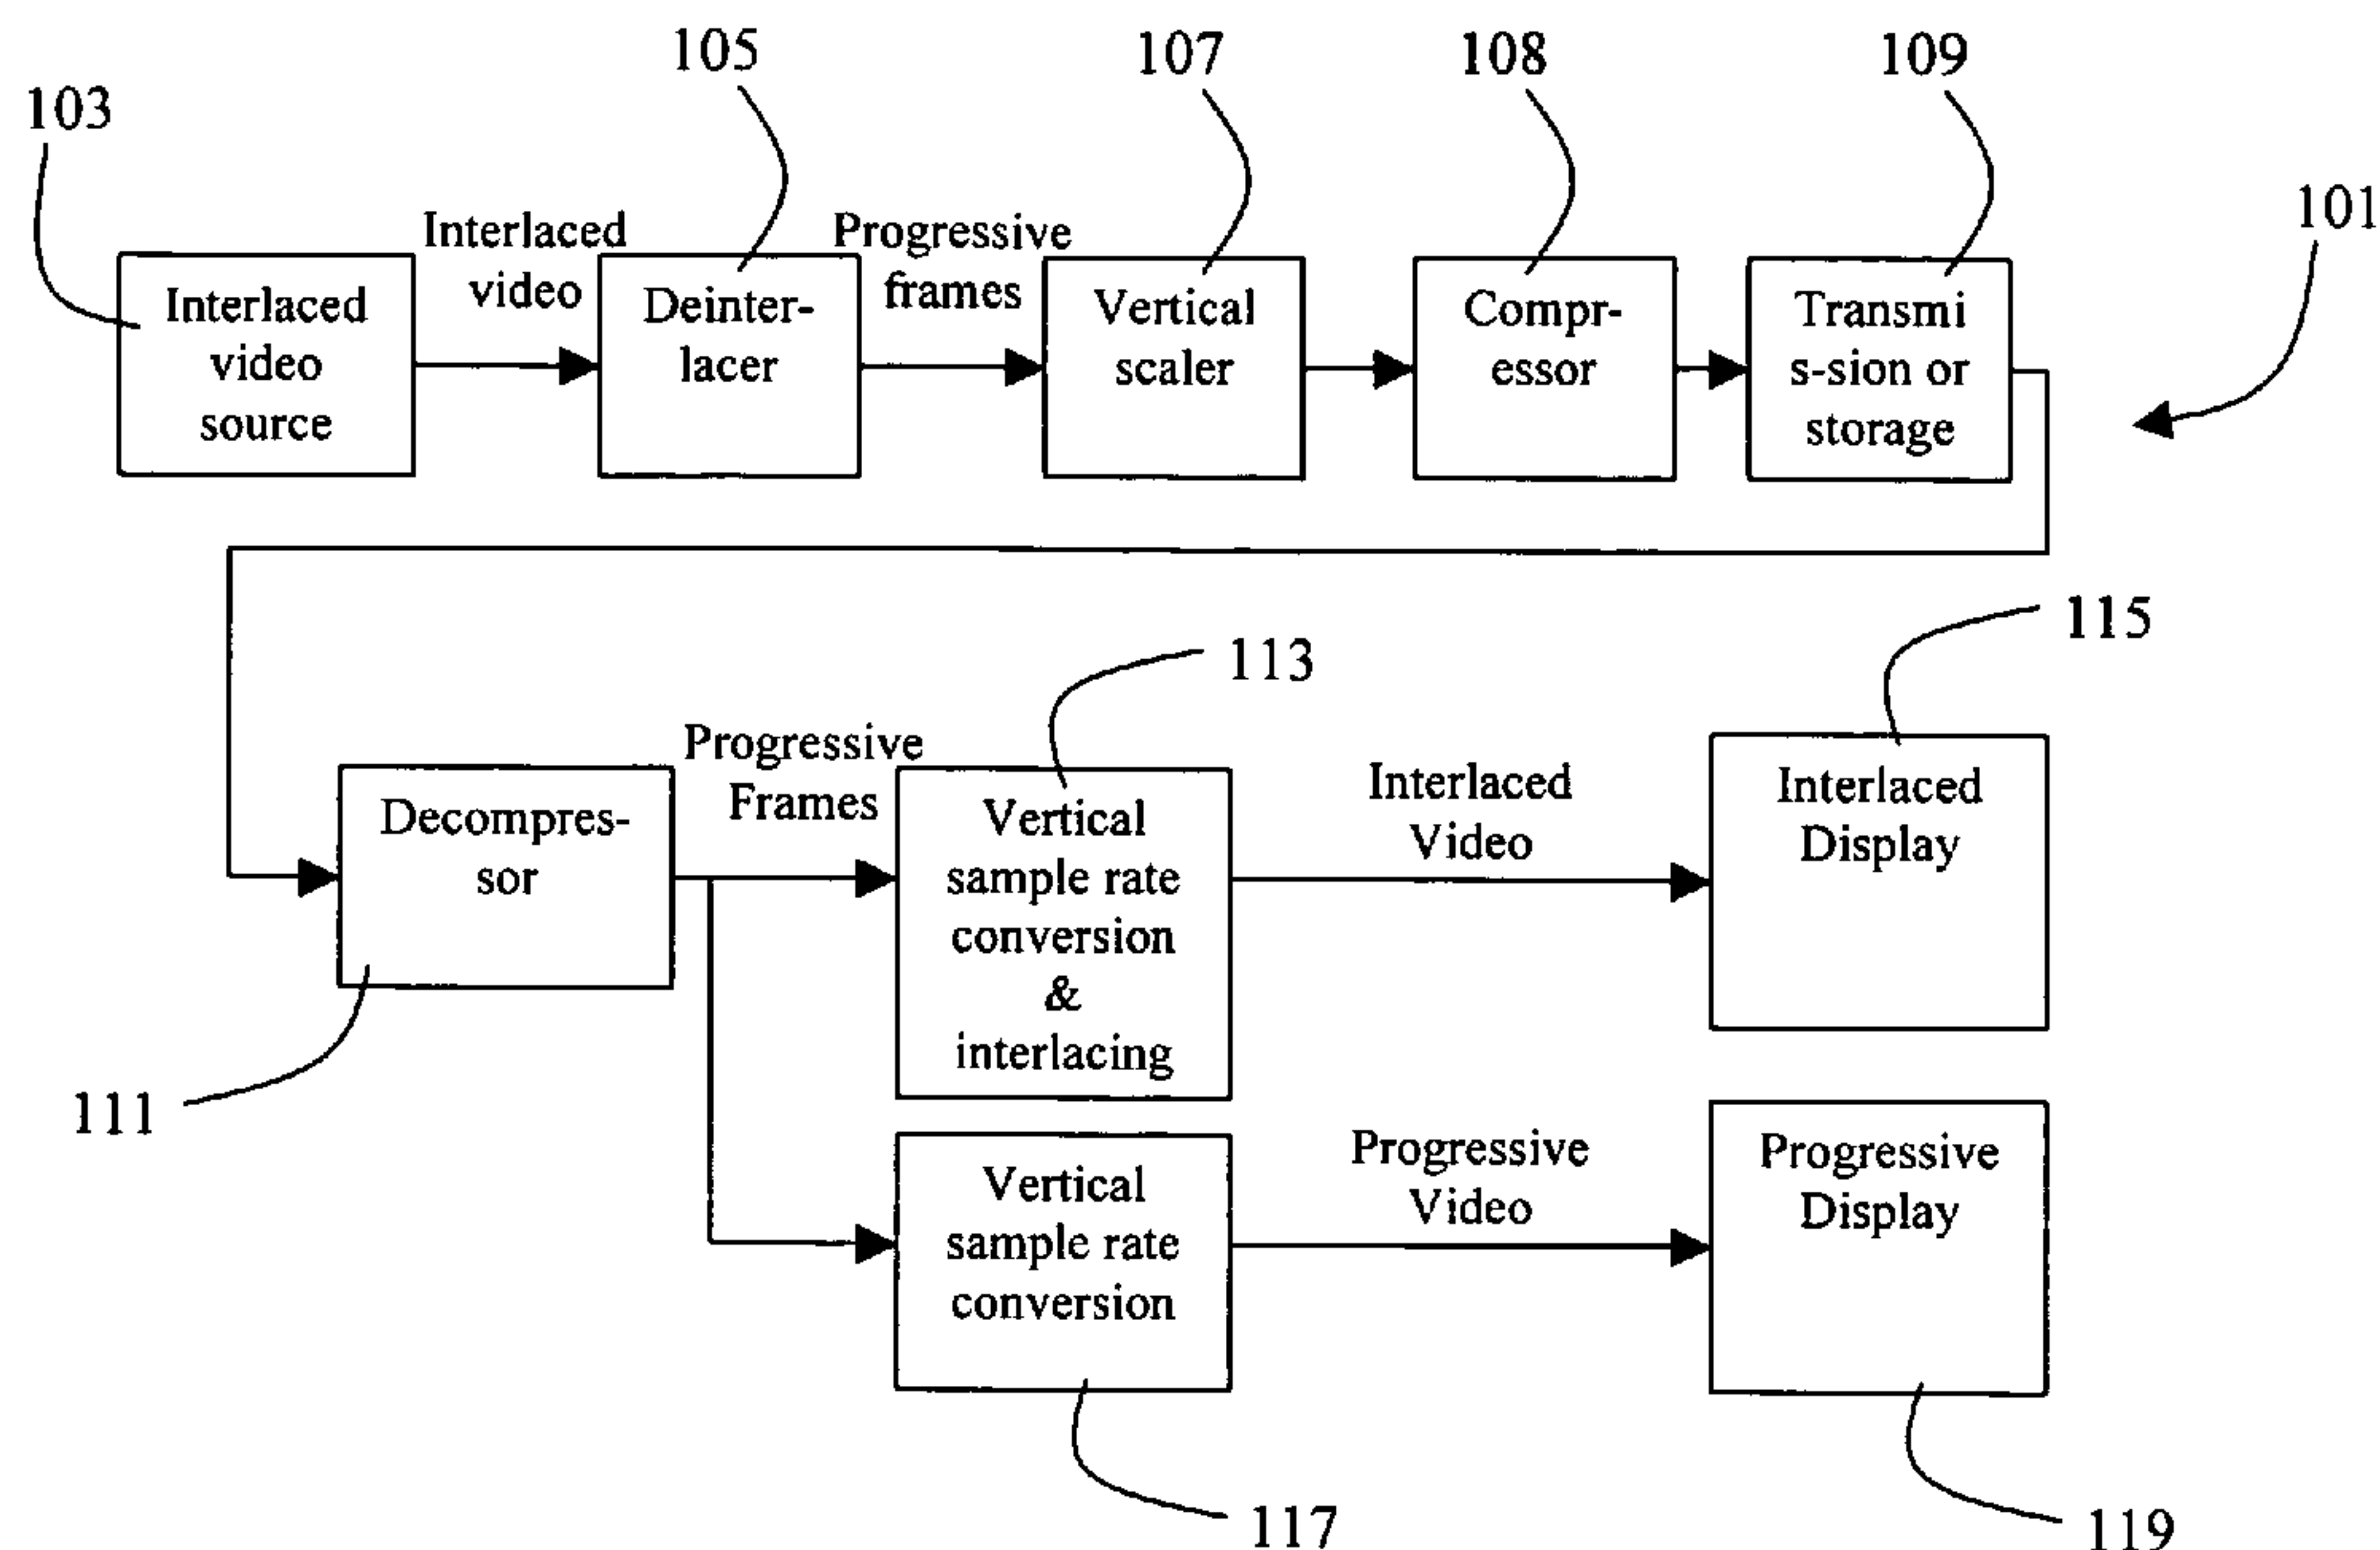 105
107
108
109
103
101
Interlaced
video
Progressive
frames
Interlaced
video
source
Deinter-
lacer
Vertical
scaler
Compr-
essor
Transmi
s-sion or
storage
115
113
Progressive
Frames
Interlaced
Video
Decompres-
sor
Vertical
sample rate
conversion
&
interlacing
Interlaced
Display
111
Progressive
Video
Vertical
sample rate
conversion
Progressive
Display
117
119